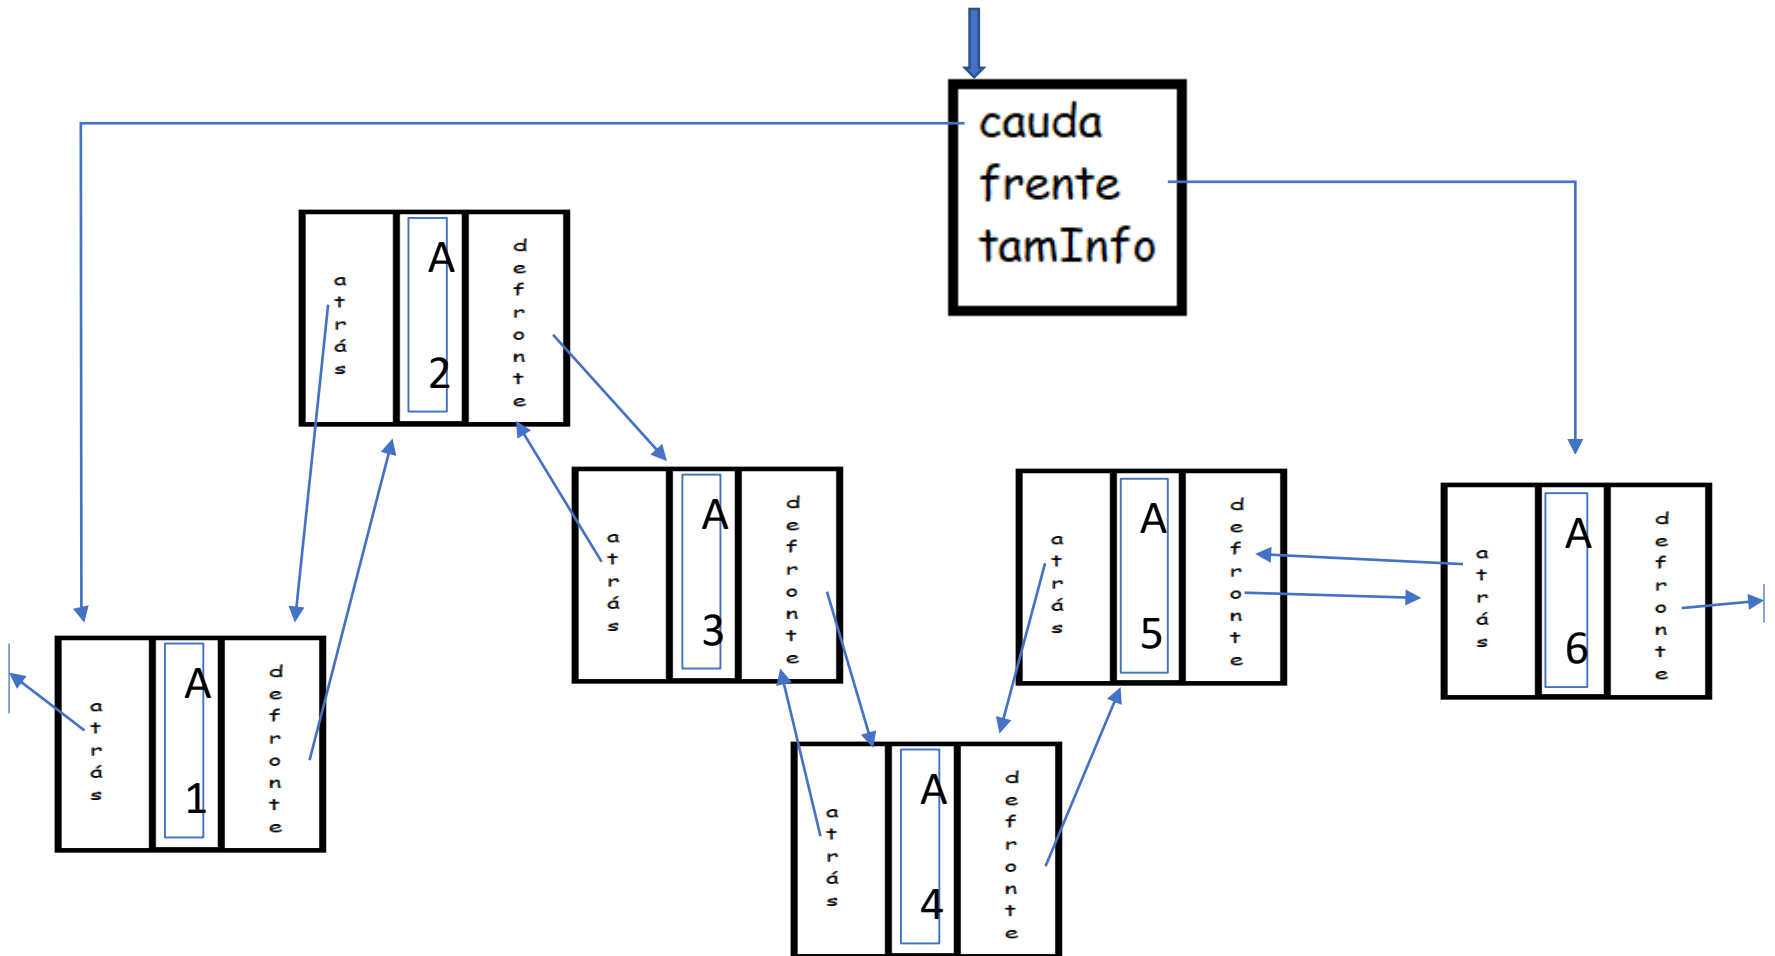 cauda
frente
tamInfo
atrás
A
2
defronte
atrás
A
3
defronte
atrás
A
5
defronte
atrás
A
6
defronte
atrás
A
1
defronte
atrás
A
4
defronte